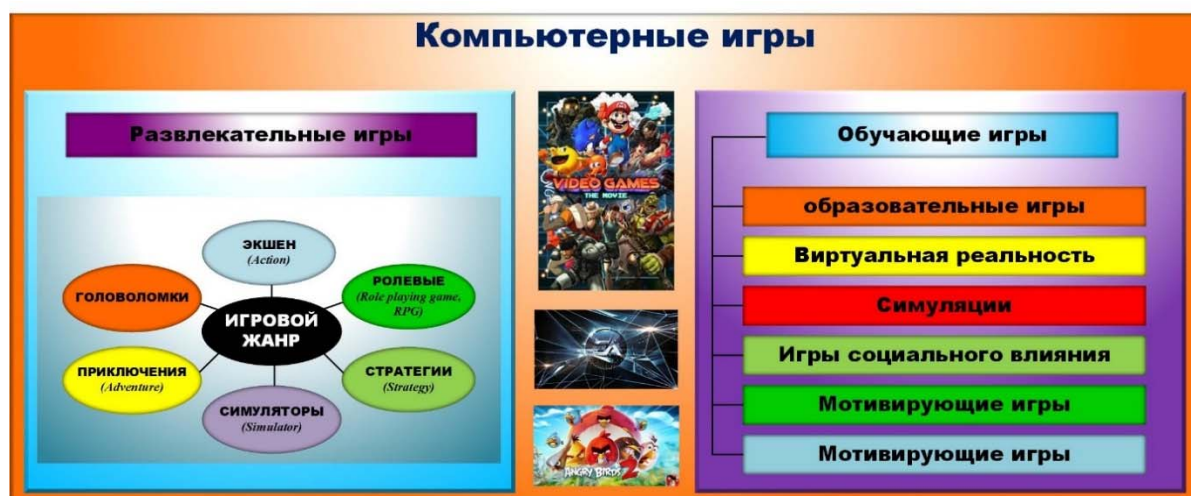 Компьютерные игры
Развлекательные игры
ЭКШЕН
(Action)
ГОЛОВОЛОМКИ
РОЛЕВЫЕ
(Role playing game,
RPG)
ИГРОВОЙ
ЖАНР
ПРИКЛЮЧЕНИЯ
(Adventure)
СТРАТЕГИИ
(Strategy)
СИМУЛЯТОРЫ
(Simulator)
VIDEO GAMES
THE MOVIE
EA
ANGRY BIRDS 2
Обучающие игры
образовательные игры
Виртуальная реальность
Симуляции
Игры социального влияния
Мотивирующие игры
Мотивирующие игры